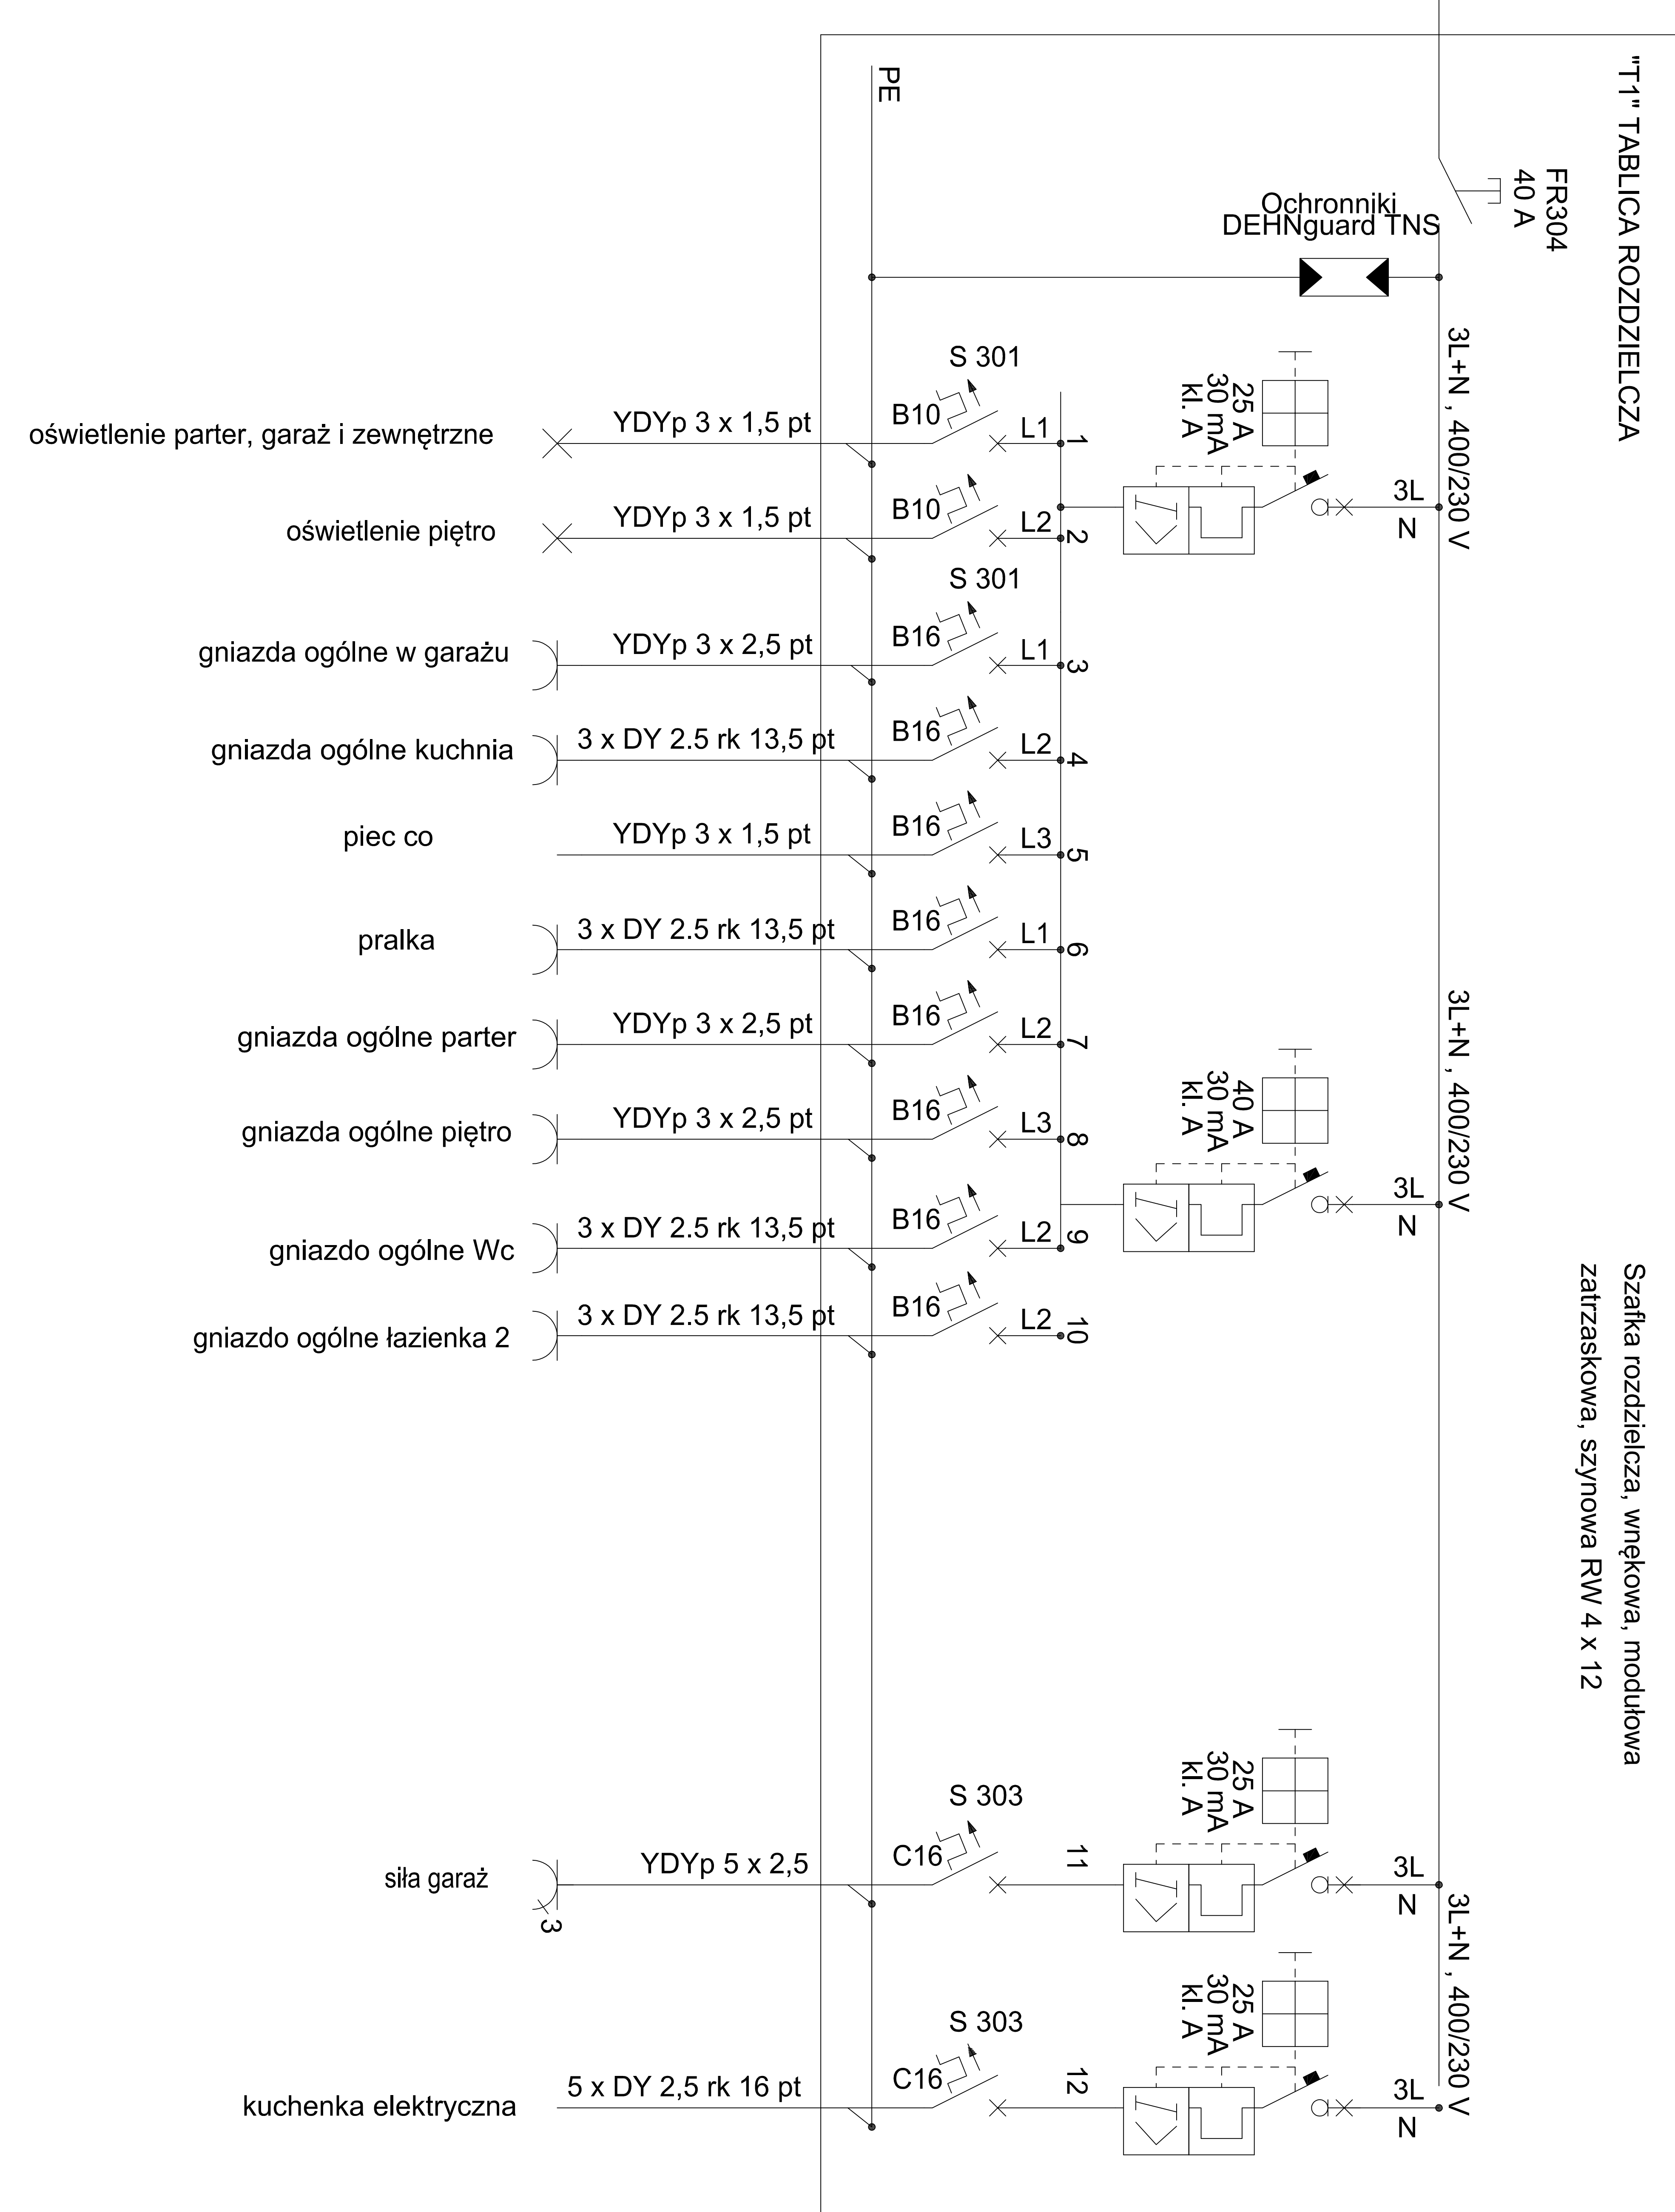 "T1" TABLICA ROZDZIELCZA
FR304
40 A
Szafka rozdzielcza, wnękowa, modułowa
zatrzaskowa, szynowa RW 4 x 12
PE
Ochronniki
DEHNguard TNS
3L+N , 400/230 V
3L+N , 400/230 V
3L+N , 400/230 V
25 A
30 mA
kl. A
3L
N
40 A
30 mA
kl. A
3L
N
25 A
30 mA
kl. A
3L
N
25 A
30 mA
kl. A
3L
N
S 301
oświetlenie parter, garaż i zewnętrzne YDYp 3 x 1,5 pt B10 L1 1
oświetlenie piętro YDYp 3 x 1,5 pt B10 L2 2
S 301
gniazda ogólne w garażu YDYp 3 x 2,5 pt B16 L1 3
gniazda ogólne kuchnia 3 x DY 2.5 rk 13,5 pt B16 L2 4
piec co YDYp 3 x 1,5 pt B16 L3 5
pralka 3 x DY 2.5 rk 13,5 pt B16 L1 6
gniazda ogólne parter YDYp 3 x 2,5 pt B16 L2 7
gniazda ogólne piętro YDYp 3 x 2,5 pt B16 L3 8
gniazdo ogólne Wc 3 x DY 2.5 rk 13,5 pt B16 L2 9
gniazdo ogólne łazienka 2 3 x DY 2.5 rk 13,5 pt B16 L2 10
S 303
siła garaż 3 YDYp 5 x 2,5 C16 11
S 303
kuchenka elektryczna 5 x DY 2,5 rk 16 pt C16 12